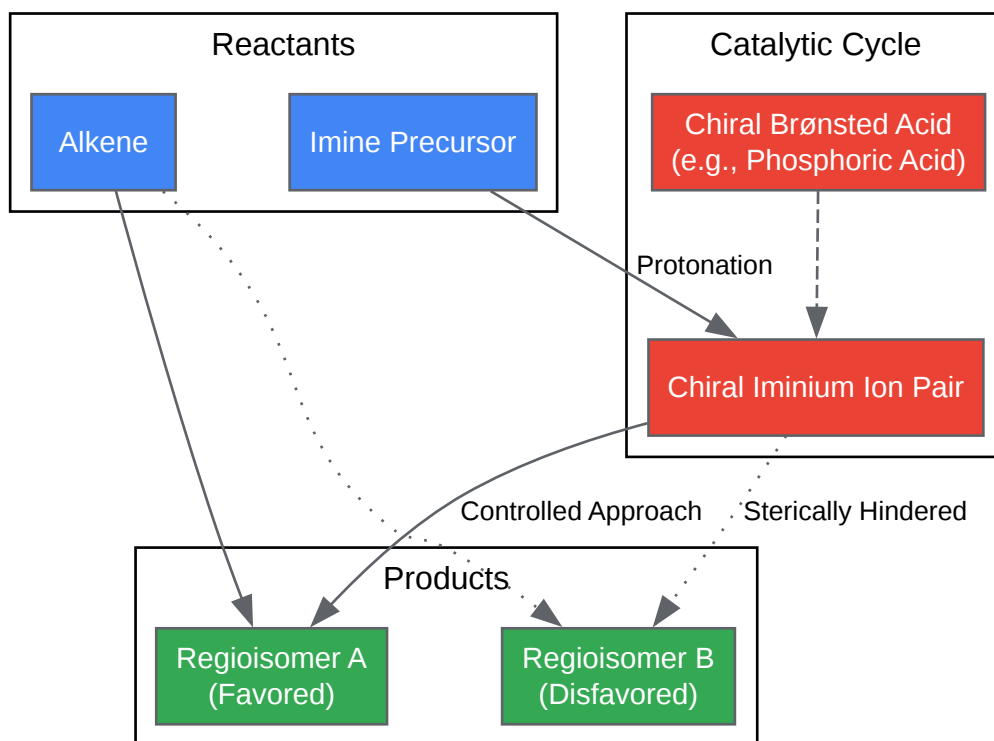 Reactants
Catalytic Cycle
Alkene
Imine Precursor
Chiral Brønsted Acid
(e.g., Phosphoric Acid)
Protonation
Chiral Iminium Ion Pair
Controlled Approach
Sterically Hindered
Products
Regioisomer A
(Favored)
Regioisomer B
(Disfavored)